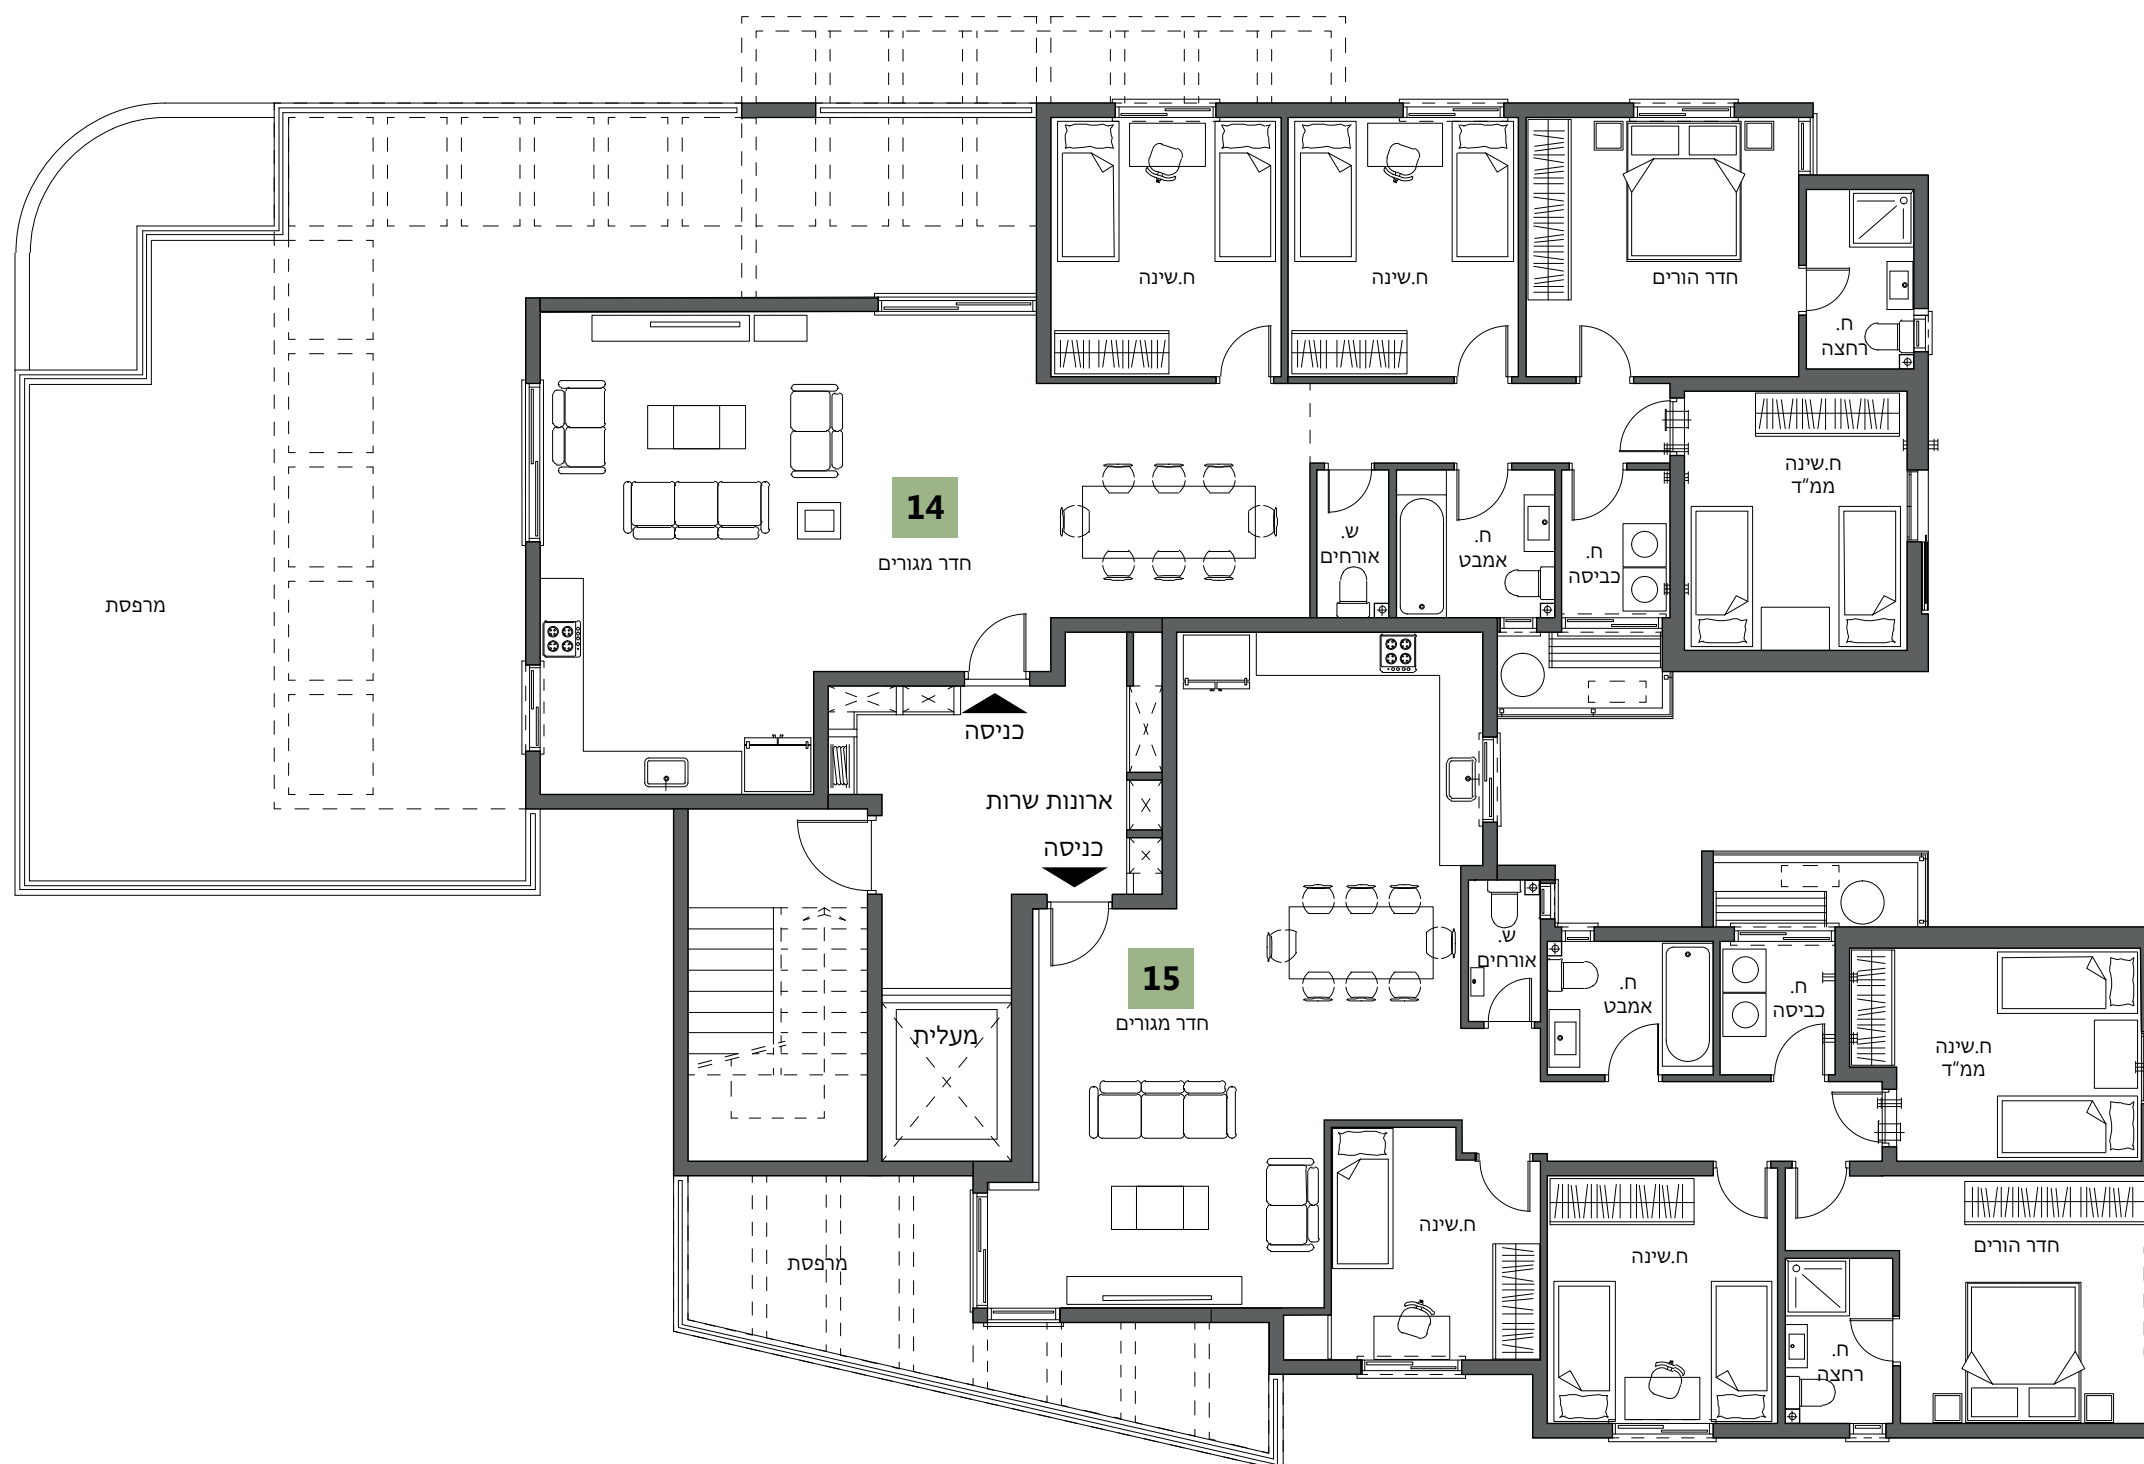 ח.שינה
ח.שינה
חדר הורים
ח.
רחצה
ח.שינה
ממ"ד
14
חדר מגורים
ש.
אורחים
ח.
אמבט
ח.
כביסה
מרפסת
כניסה
ארונות שרות
כניסה
15
חדר מגורים
ש.
אורחים
ח.
אמבט
ח.
כביסה
ח.שינה
ממ"ד
מעלית
מרפסת
ח.שינה
ח.שינה
חדר הורים
ח.
רחצה